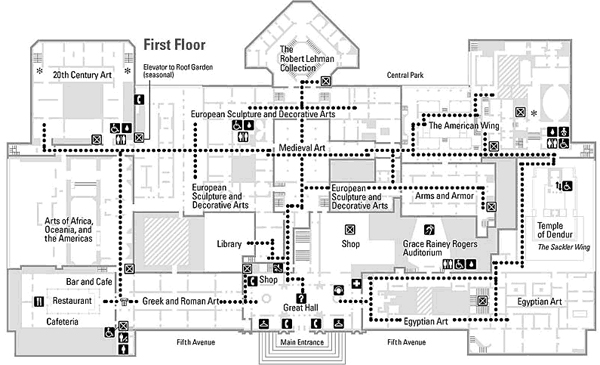 First Floor
The
Robert Lehman
Collection
Elevator to Roof Garden
(seasonal)
20th Century Art
Central Park
European Sculpture and Decorative Arts
The American Wing
Medieval Art
European
Sculpture and
Decorative Arts
European
Sculpture and
Decorative Arts
Arms and Armor
Arts of Africa,
Oceania, and
the Americas
Library
Shop
Grace Rainey Rogers
Auditorium
Temple
of Dendur
The Sackler Wing
Bar and Cafe
Shop
Restaurant
Greek and Roman Art
Great Hall
Egyptian Art
Cafeteria
Egyptian Art
Fifth Avenue
Main Entrance
Fifth Avenue